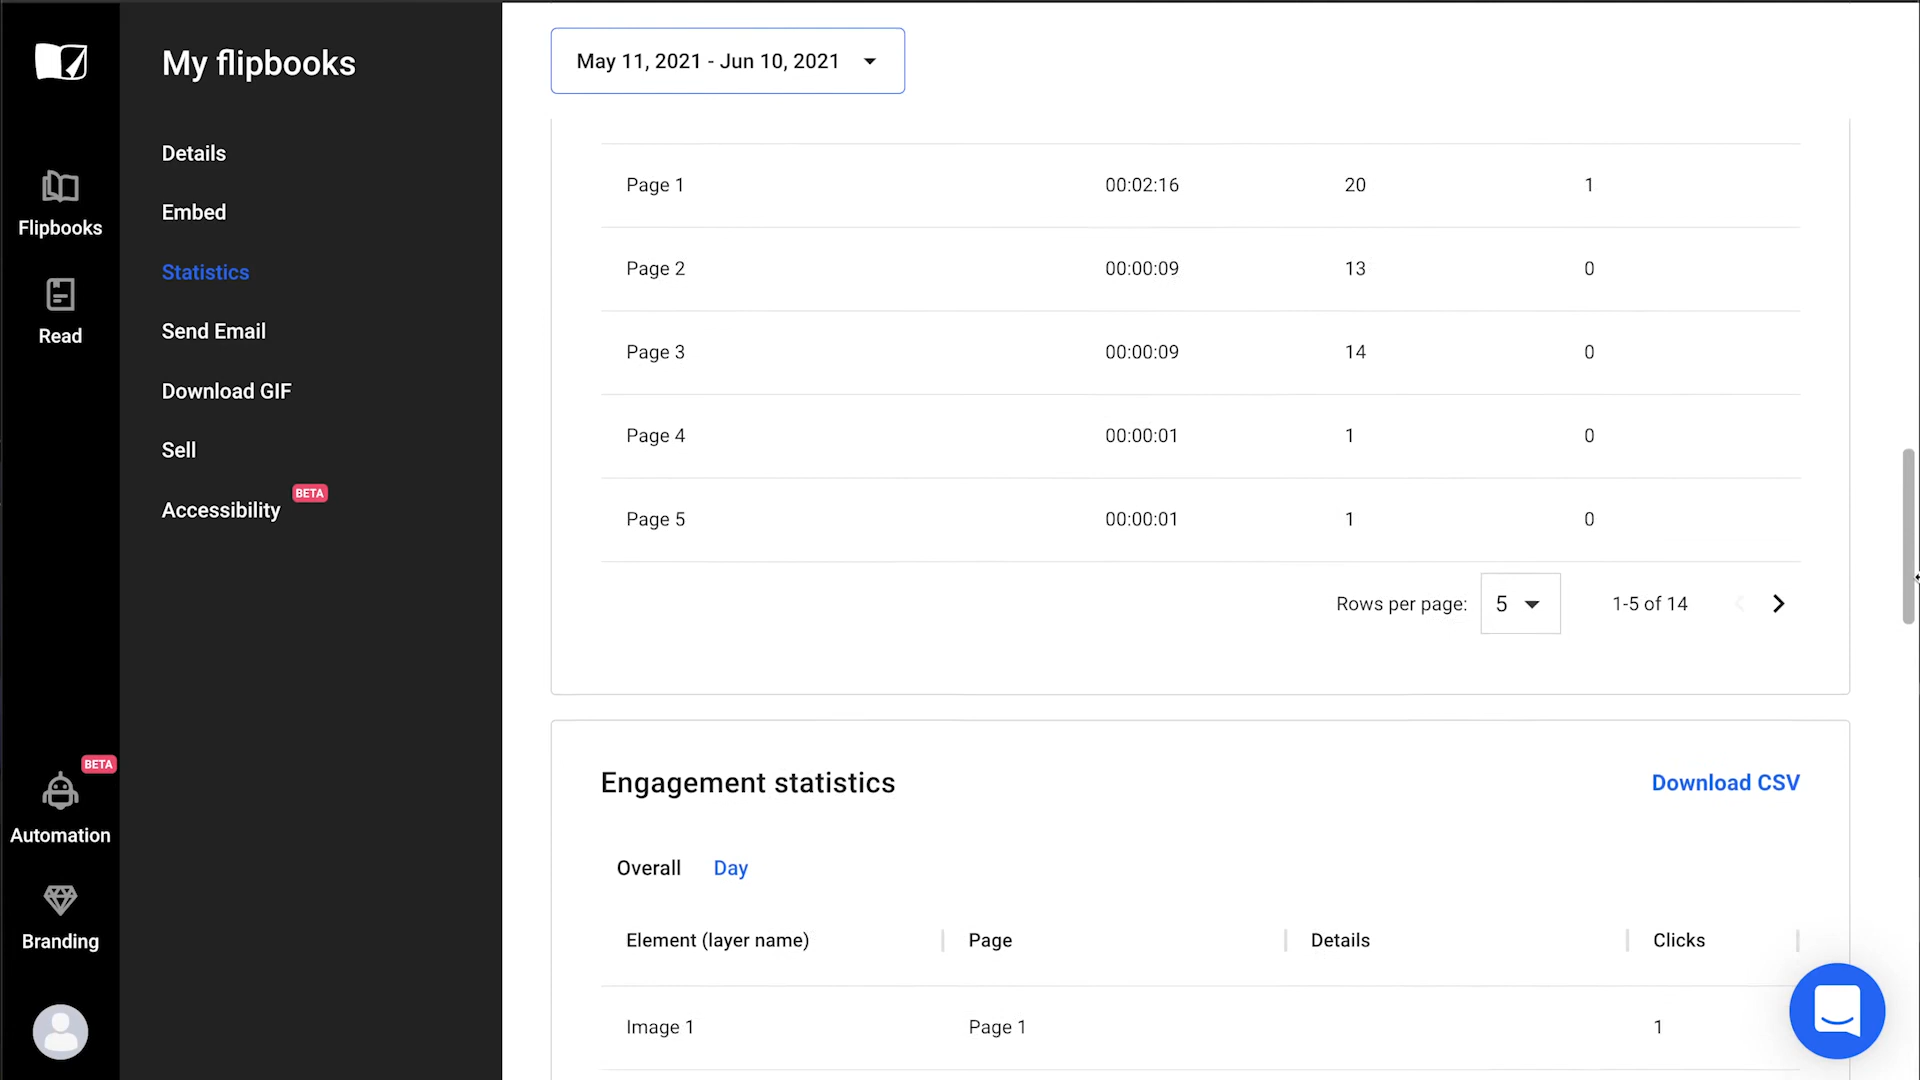 My flipbooks
Details
Embed
Statistics
Send Email
Download GIF
Sell
Accessibility BETA
Flipbooks
Read
BETA
Automation
Branding
May 11, 2021 - Jun 10, 2021
Page 1 00:02:16 20 1
Page 2 00:00:09 13 0
Page 3 00:00:09 14 0
Page 4 00:00:01 1 0
Page 5 00:00:01 1 0
Rows per page: 5 1-5 of 14
Engagement statistics Download CSV
Overall Day
Element (layer name) Page Details Clicks
Image 1 Page 1 1